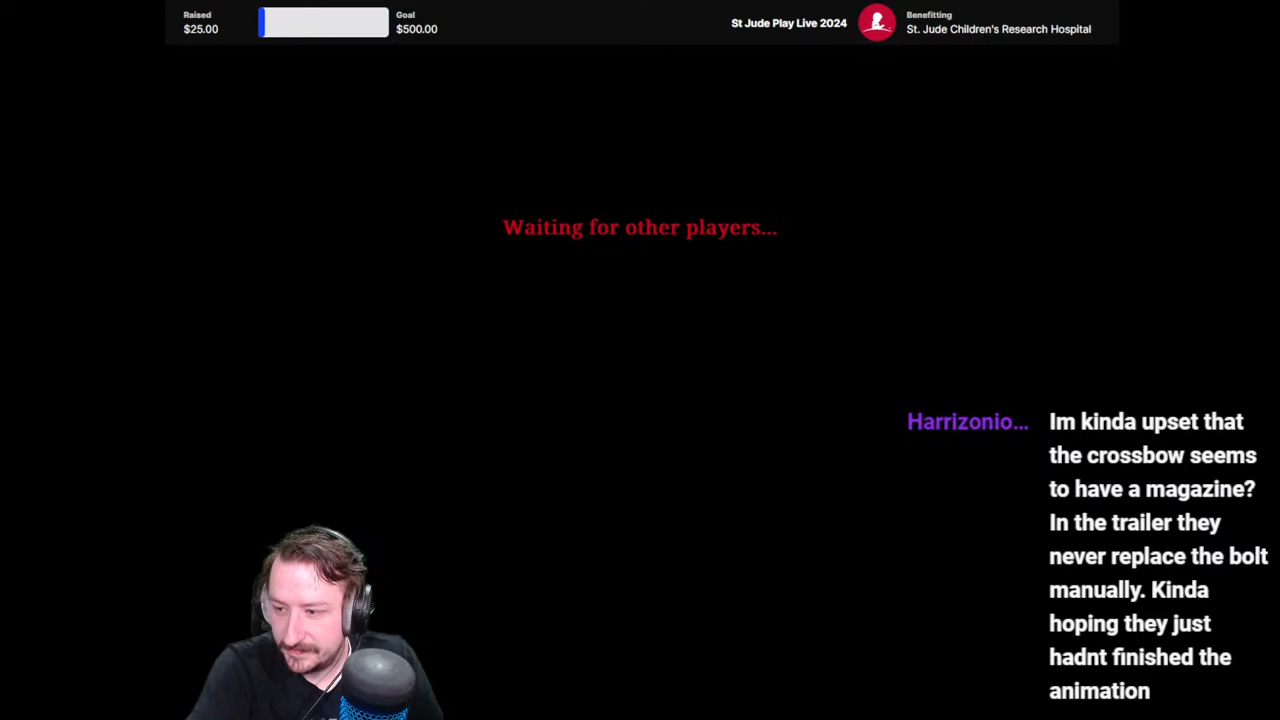 Raised
$25.00
Goal
$500.00
St Jude Play Live 2024
Benefitting
St. Jude Children's Research Hospital
Waiting for other players...
Harrizonio... Im kinda upset that
the crossbow seems
to have a magazine?
In the trailer they
never replace the bolt
manually. Kinda
hoping they just
hadnt finished the
animation